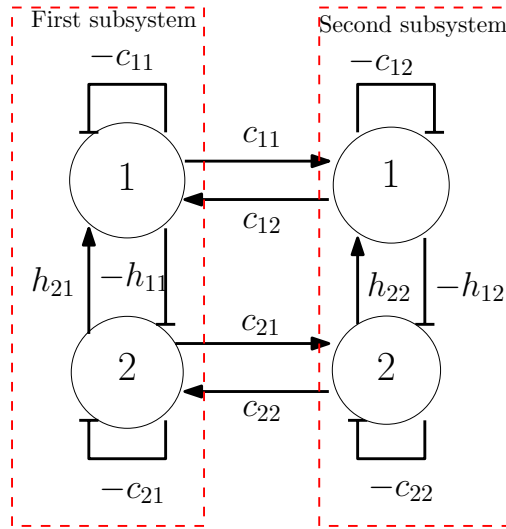 First subsystem Second subsystem
−c₁₁ −c₁₂
c₁₁
1 1
c₁₂
h₂₁ −h₁₁ h₂₂ −h₁₂
c₂₁
2 2
c₂₂
−c₂₁ −c₂₂